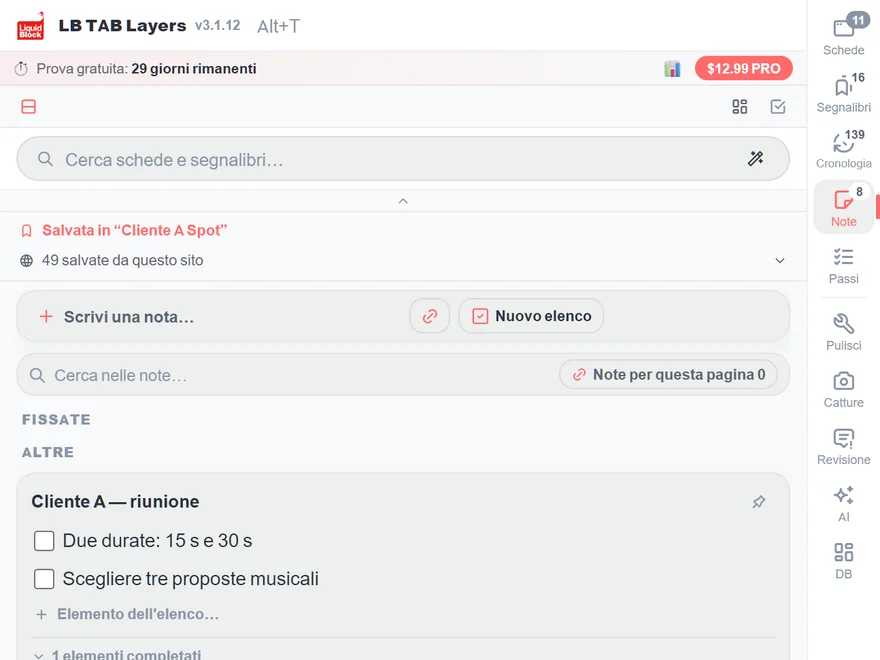 Liquid Block
LB TAB Layers v3.1.12 Alt+T
Prova gratuita: 29 giorni rimanenti
$12.99 PRO
Cerca schede e segnalibri…
Salvata in “Cliente A Spot”
49 salvate da questo sito
Scrivi una nota…
Nuovo elenco
Cerca nelle note…
Note per questa pagina 0
FISSATE
ALTRE
Cliente A — riunione
Due durate: 15 s e 30 s
Scegliere tre proposte musicali
Elemento dell'elenco…
1 elementi completati
11
Schede
16
Segnalibri
139
Cronologia
8
Note
Passi
Pulisci
Catture
Revisione
AI
DB